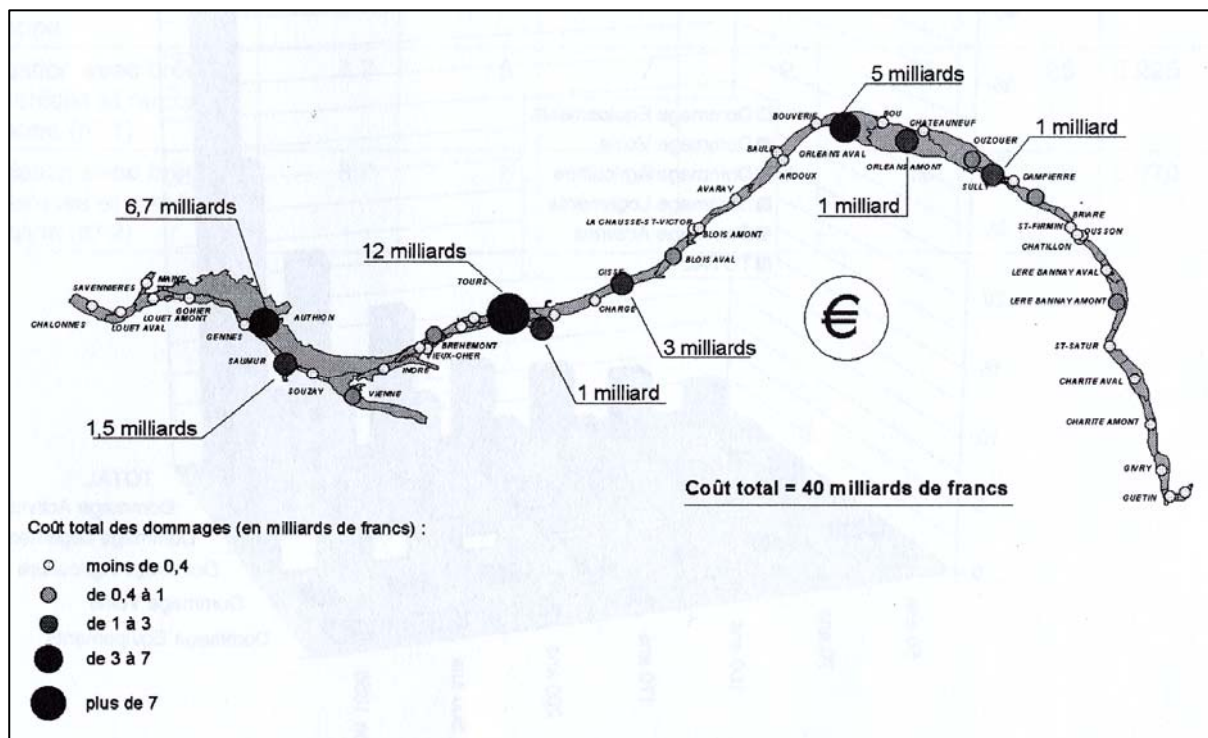 5 milliards
BOUVERIE
BOU
CHATEAUNEUF
OUZOUER
1 milliard
BAULE
ORLEANS AVAL
ORLEANS AMONT
ARDOUX
SULLY
DAMPIERRE
AVARAY
1 milliard
6,7 milliards
LA CHAUSSE-ST-VICTOR
BLOIS AMONT
ST-FIRMIN
BRIARE
OUSSON
CHATILLON
12 milliards
BLOIS AVAL
CISSE
TOURS
LERE BANNAY AVAL
SAVENNIERES
LERE BANNAY AMONT
CHALONNES
LOUET AVAL
LOUET AMONT
GOHIER
AUTHION
CHARGE
€
GENNES
BREHEMONT
VIEUX-CHER
3 milliards
ST-SATUR
SAUMUR
INDRE
CHARITE AVAL
SOUZAY
VIENNE
1 milliard
1,5 milliards
CHARITE AMONT
GIVRY
GUETIN
Coût total = 40 milliards de francs
Coût total des dommages (en milliards de francs) :
moins de 0,4
de 0,4 à 1
de 1 à 3
de 3 à 7
plus de 7